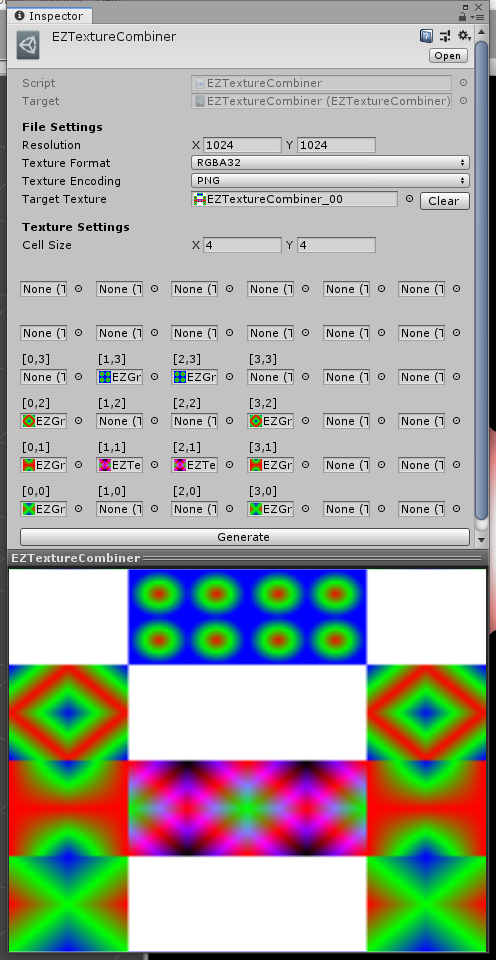 Inspector
EZTextureCombiner
Open
Script EZTextureCombiner
Target EZTextureCombiner (EZTextureCombiner)
File Settings
Resolution X 1024 Y 1024
Texture Format RGBA32
Texture Encoding PNG
Target Texture EZTextureCombiner_00 Clear
Texture Settings
Cell Size X 4 Y 4
None (T None (T None (T None (T None (T None (T
None (T None (T None (T None (T None (T None (T
[0,3] [1,3] [2,3] [3,3]
None (T EZGr EZGr None (T None (T None (T
[0,2] [1,2] [2,2] [3,2]
EZGr None (T None (T EZGr None (T None (T
[0,1] [1,1] [2,1] [3,1]
EZGr EZTe EZTe EZGr None (T None (T
[0,0] [1,0] [2,0] [3,0]
EZGr None (T None (T EZGr None (T None (T
Generate
EZTextureCombiner